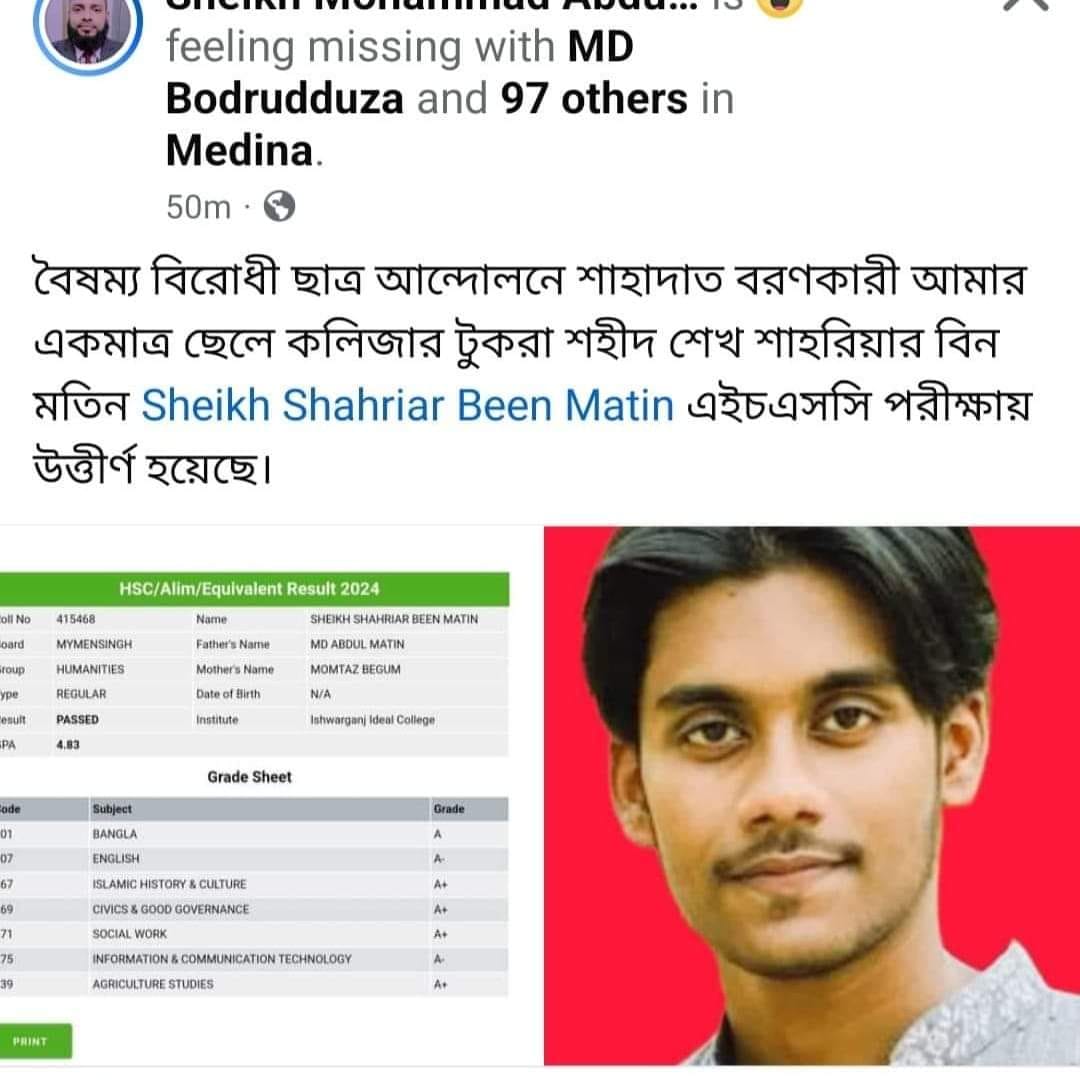 Sheikh Mohammad Abdu... is
feeling missing with MD
Bodrudduza and 97 others in
Medina.
50m ·
বৈষম্য বিরোধী ছাত্র আন্দোলনে শাহাদাত বরণকারী আমার
একমাত্র ছেলে কলিজার টুকরা শহীদ শেখ শাহরিয়ার বিন
মতিন Sheikh Shahriar Been Matin এইচএসসি পরীক্ষায়
উত্তীর্ণ হয়েছে।
HSC/Alim/Equivalent Result 2024
oll No 415468 Name SHEIKH SHAHRIAR BEEN MATIN
oard MYMENSINGH Father's Name MD ABDUL MATIN
roup HUMANITIES Mother's Name MOMTAZ BEGUM
ype REGULAR Date of Birth N/A
esult PASSED Institute Ishwarganj Ideal College
PA 4.83
Grade Sheet
ode Subject Grade
01 BANGLA A
07 ENGLISH A-
67 ISLAMIC HISTORY & CULTURE A+
69 CIVICS & GOOD GOVERNANCE A+
71 SOCIAL WORK A+
75 INFORMATION & COMMUNICATION TECHNOLOGY A-
39 AGRICULTURE STUDIES A+
PRINT